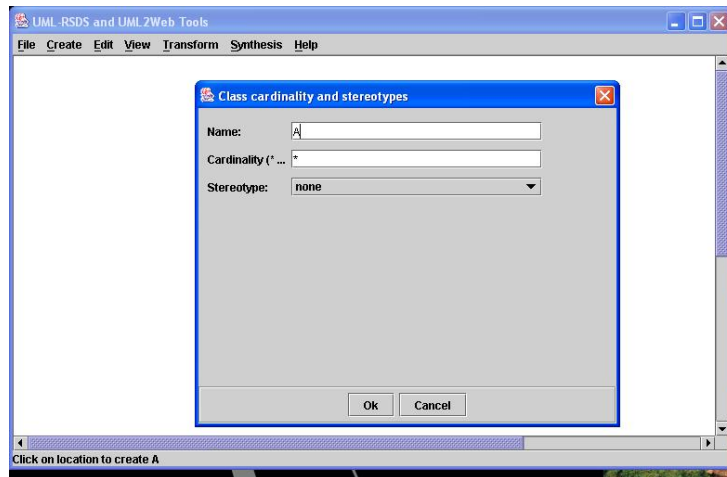 UML-RSDS and UML2Web Tools
File Create Edit View Transform Synthesis Help
Class cardinality and stereotypes
Name: A
Cardinality (* ... *
Stereotype: none
Ok Cancel
Click on location to create A